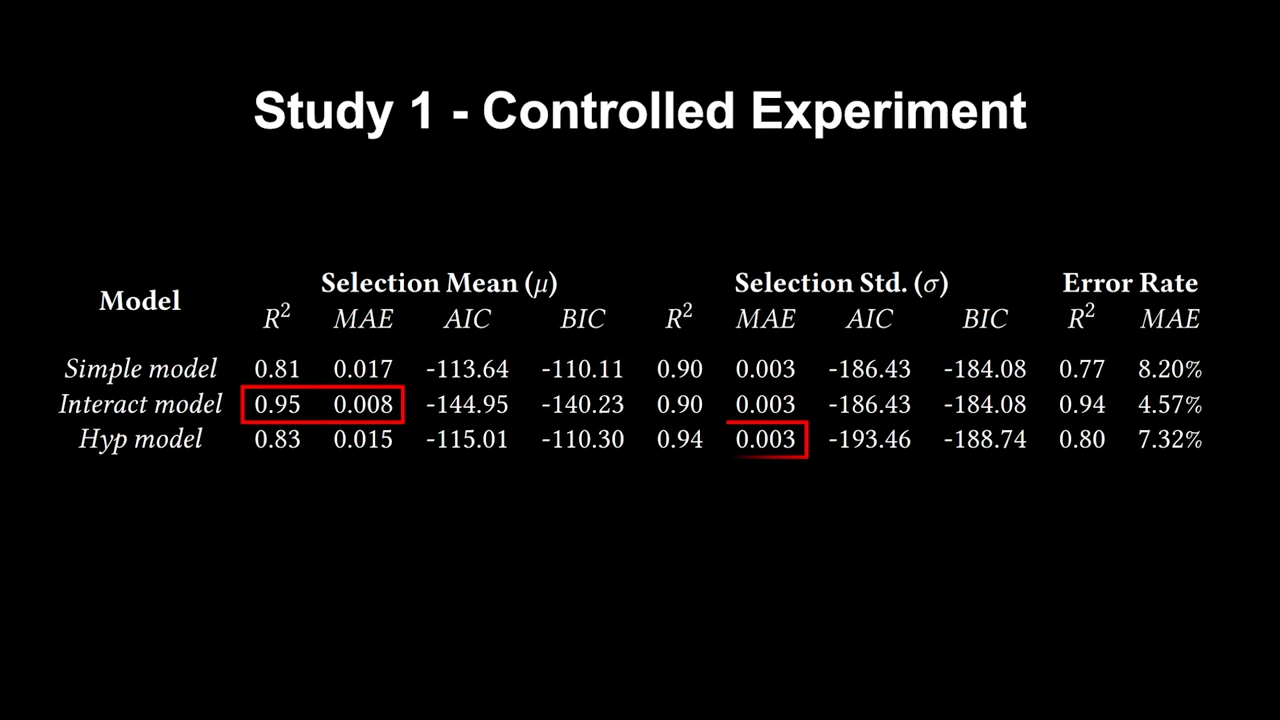 Study 1 - Controlled Experiment
Model Selection Mean (μ) Selection Std. (σ) Error Rate
R² MAE AIC BIC R² MAE AIC BIC R² MAE
Simple model 0.81 0.017 -113.64 -110.11 0.90 0.003 -186.43 -184.08 0.77 8.20%
Interact model 0.95 0.008 -144.95 -140.23 0.90 0.003 -186.43 -184.08 0.94 4.57%
Hyp model 0.83 0.015 -115.01 -110.30 0.94 0.003 -193.46 -188.74 0.80 7.32%